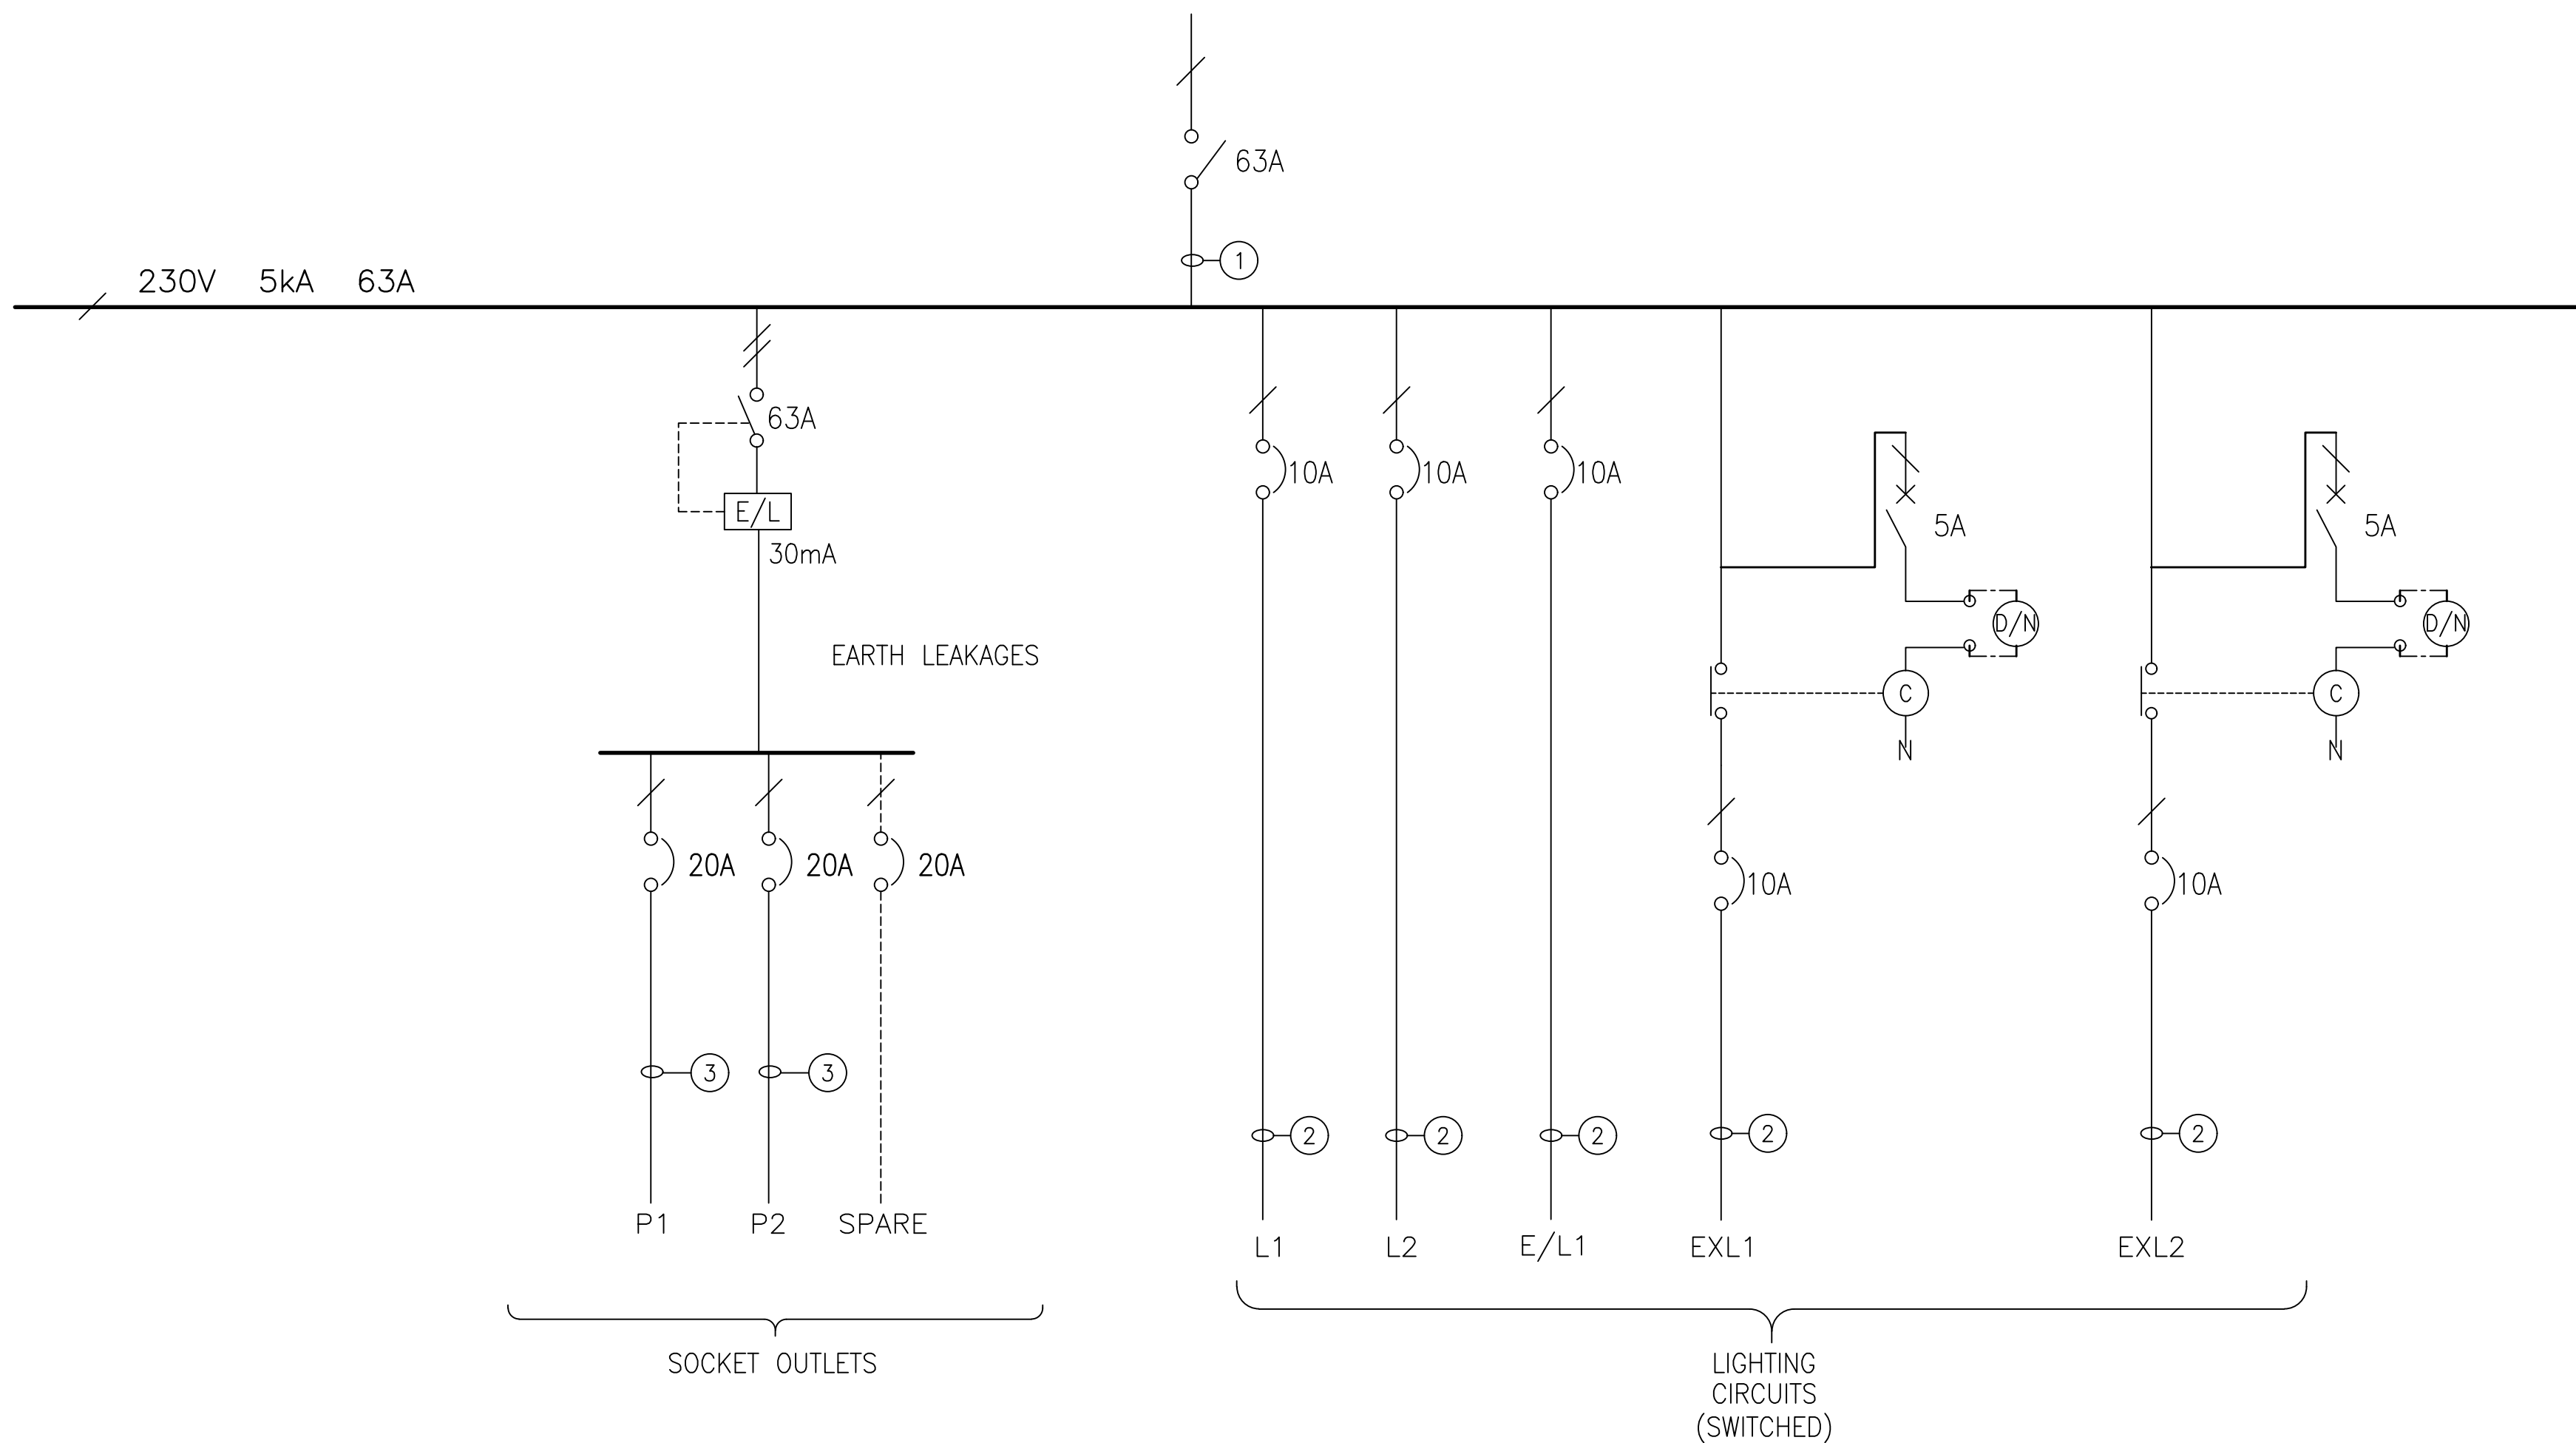 63A
1
230V 5kA 63A
63A
E/L
30mA
EARTH LEAKAGES
10A
10A
10A
5A
5A
D/N
D/N
C
C
N
N
20A
20A
20A
10A
10A
3
3
2
2
2
2
2
P1
P2
SPARE
L1
L2
E/L1
EXL1
EXL2
SOCKET OUTLETS
LIGHTING
CIRCUITS
(SWITCHED)